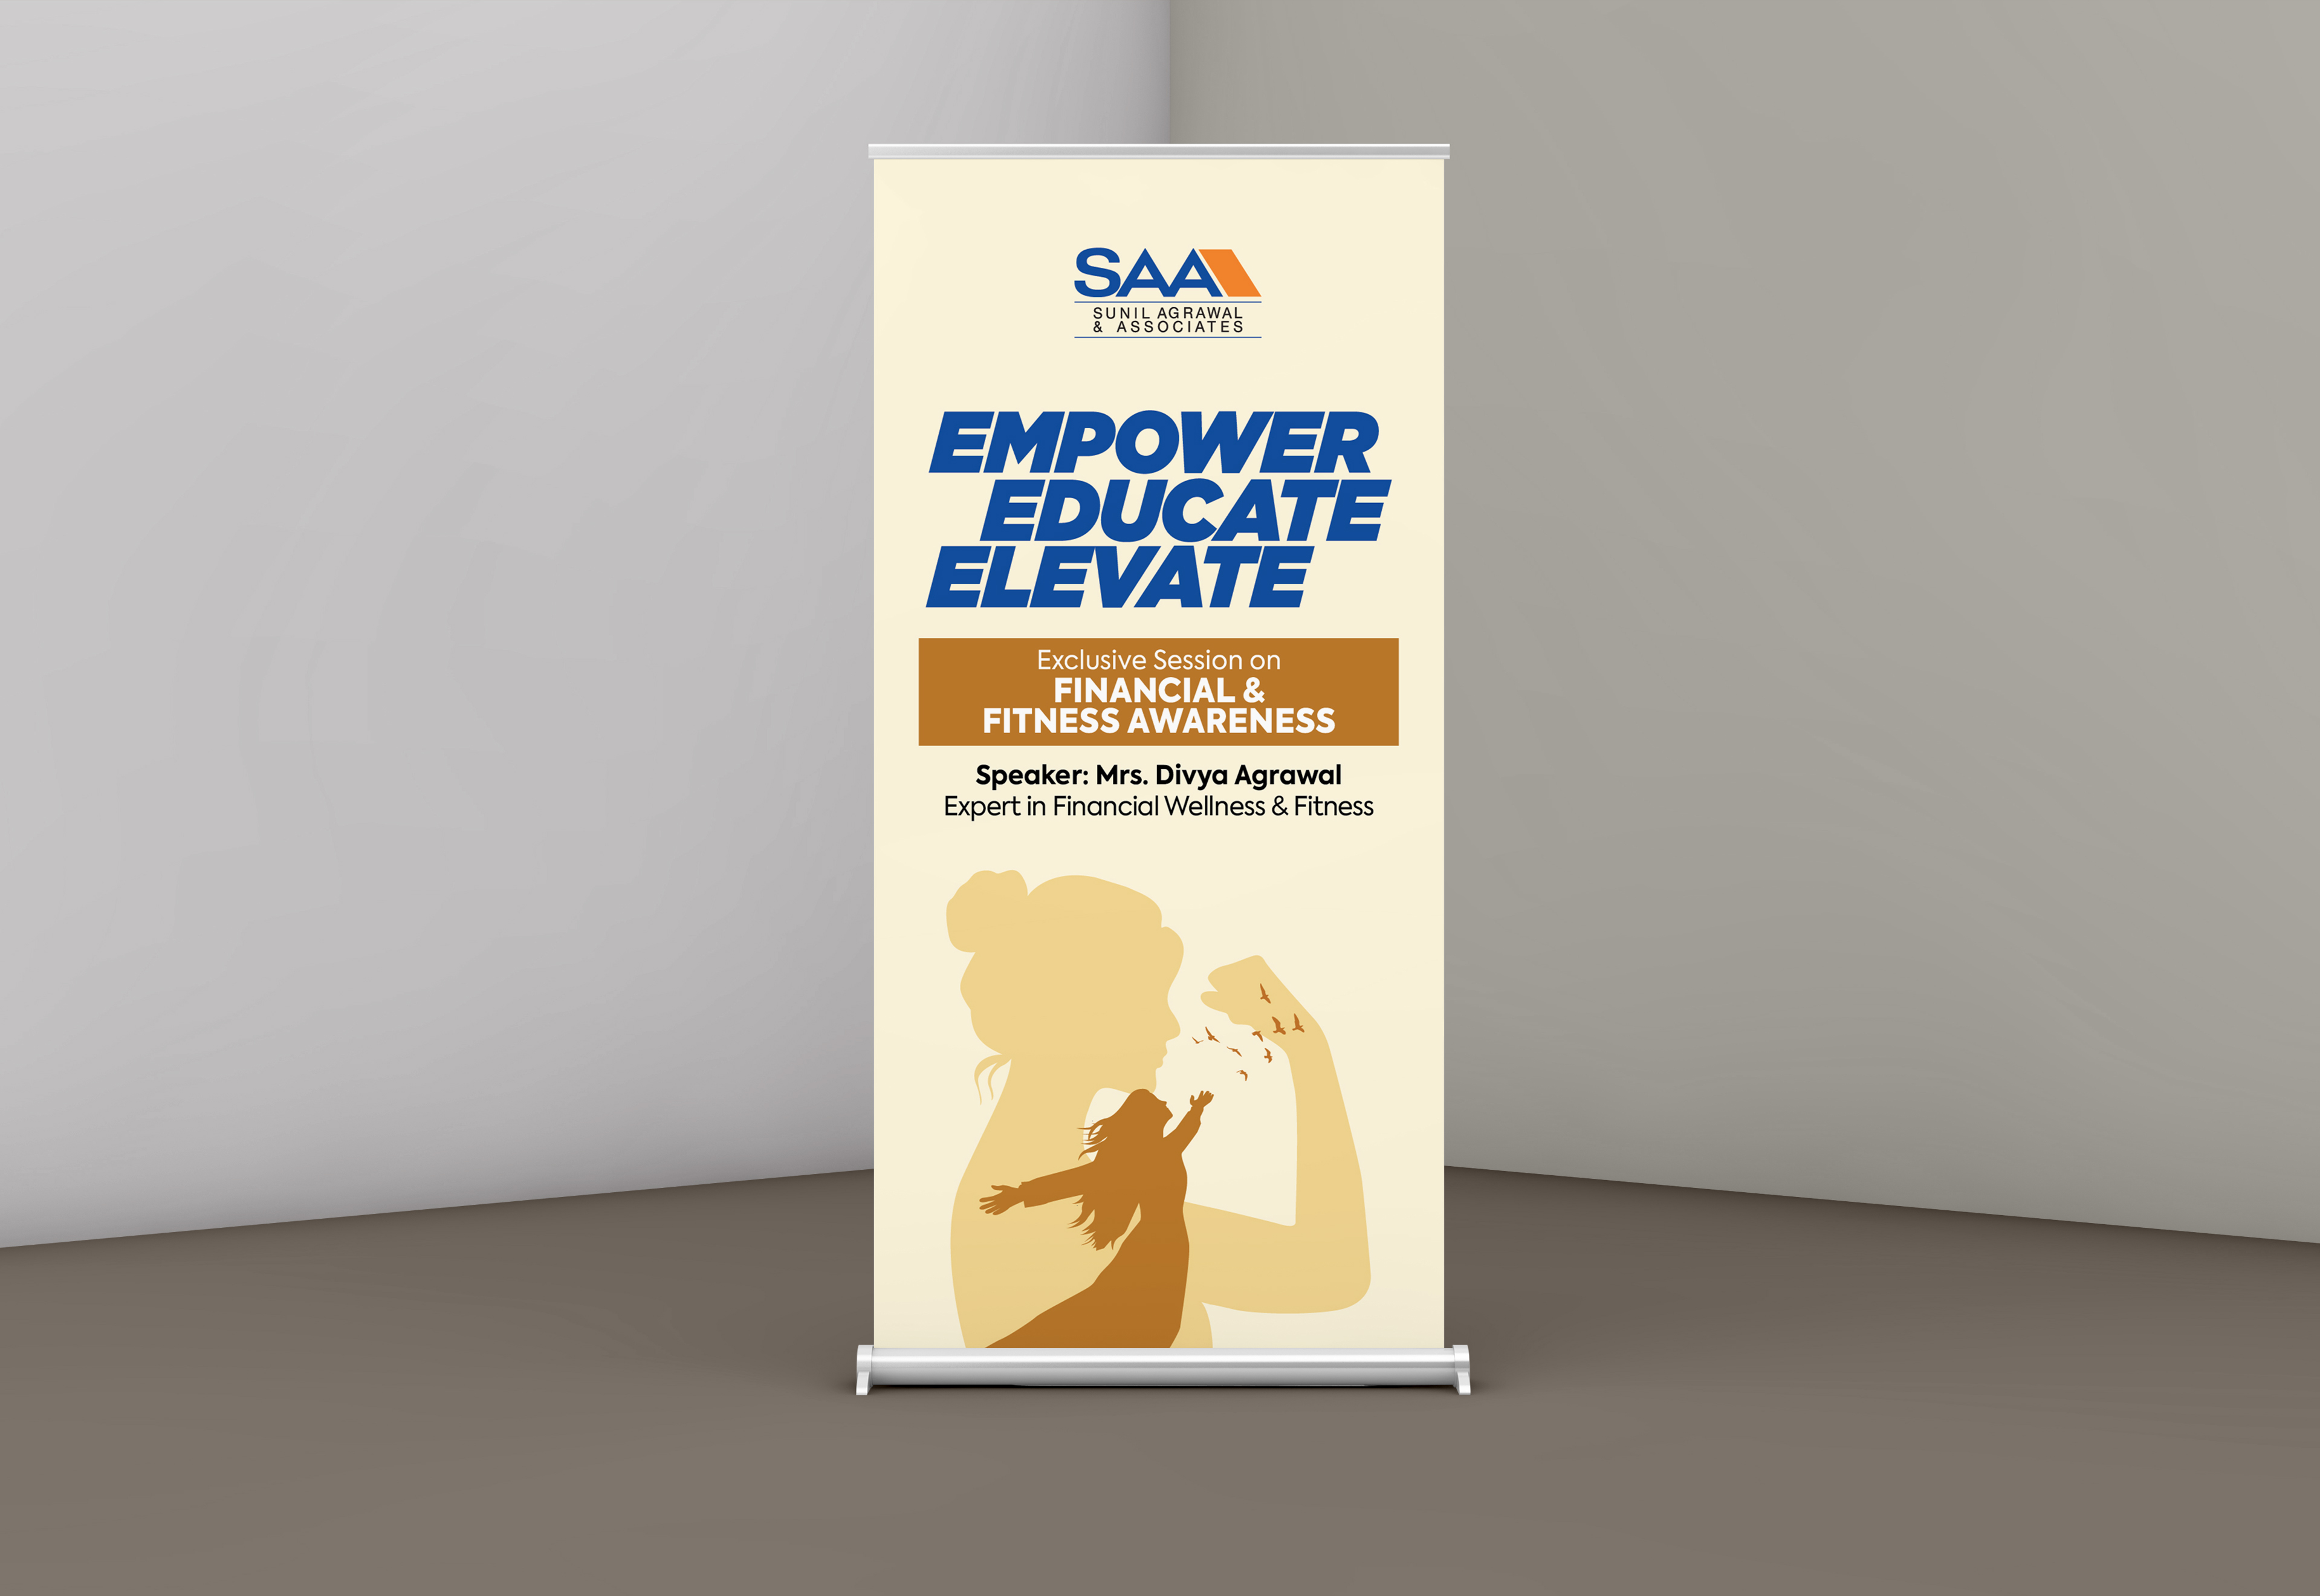 SAA
SUNIL AGRAWAL
& ASSOCIATES
EMPOWER
EDUCATE
ELEVATE
Exclusive Session on
FINANCIAL &
FITNESS AWARENESS
Speaker: Mrs. Divya Agrawal
Expert in Financial Wellness & Fitness